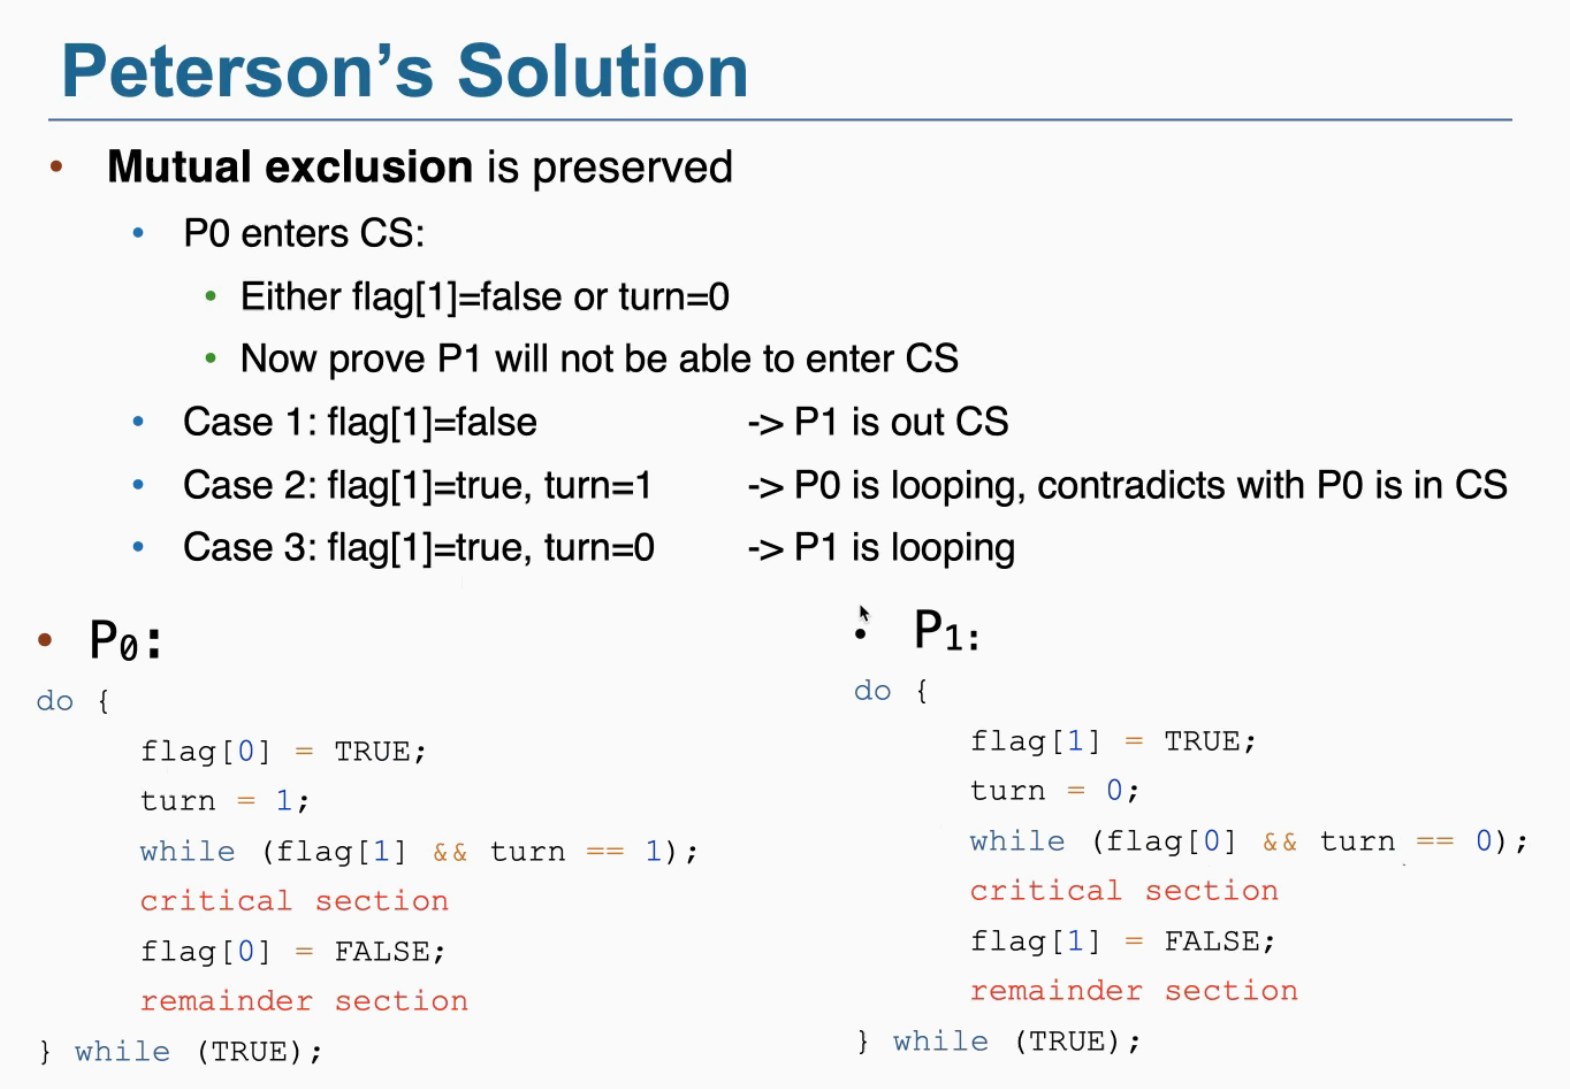 Peterson’s Solution
• Mutual exclusion is preserved
• P0 enters CS:
• Either flag[1]=false or turn=0
• Now prove P1 will not be able to enter CS
• Case 1: flag[1]=false -> P1 is out CS
• Case 2: flag[1]=true, turn=1 -> P0 is looping, contradicts with P0 is in CS
• Case 3: flag[1]=true, turn=0 -> P1 is looping
• P0:
do {
flag[0] = TRUE;
turn = 1;
while (flag[1] && turn == 1);
critical section
flag[0] = FALSE;
remainder section
} while (TRUE);
• P1:
do {
flag[1] = TRUE;
turn = 0;
while (flag[0] && turn == 0);
critical section
flag[1] = FALSE;
remainder section
} while (TRUE);